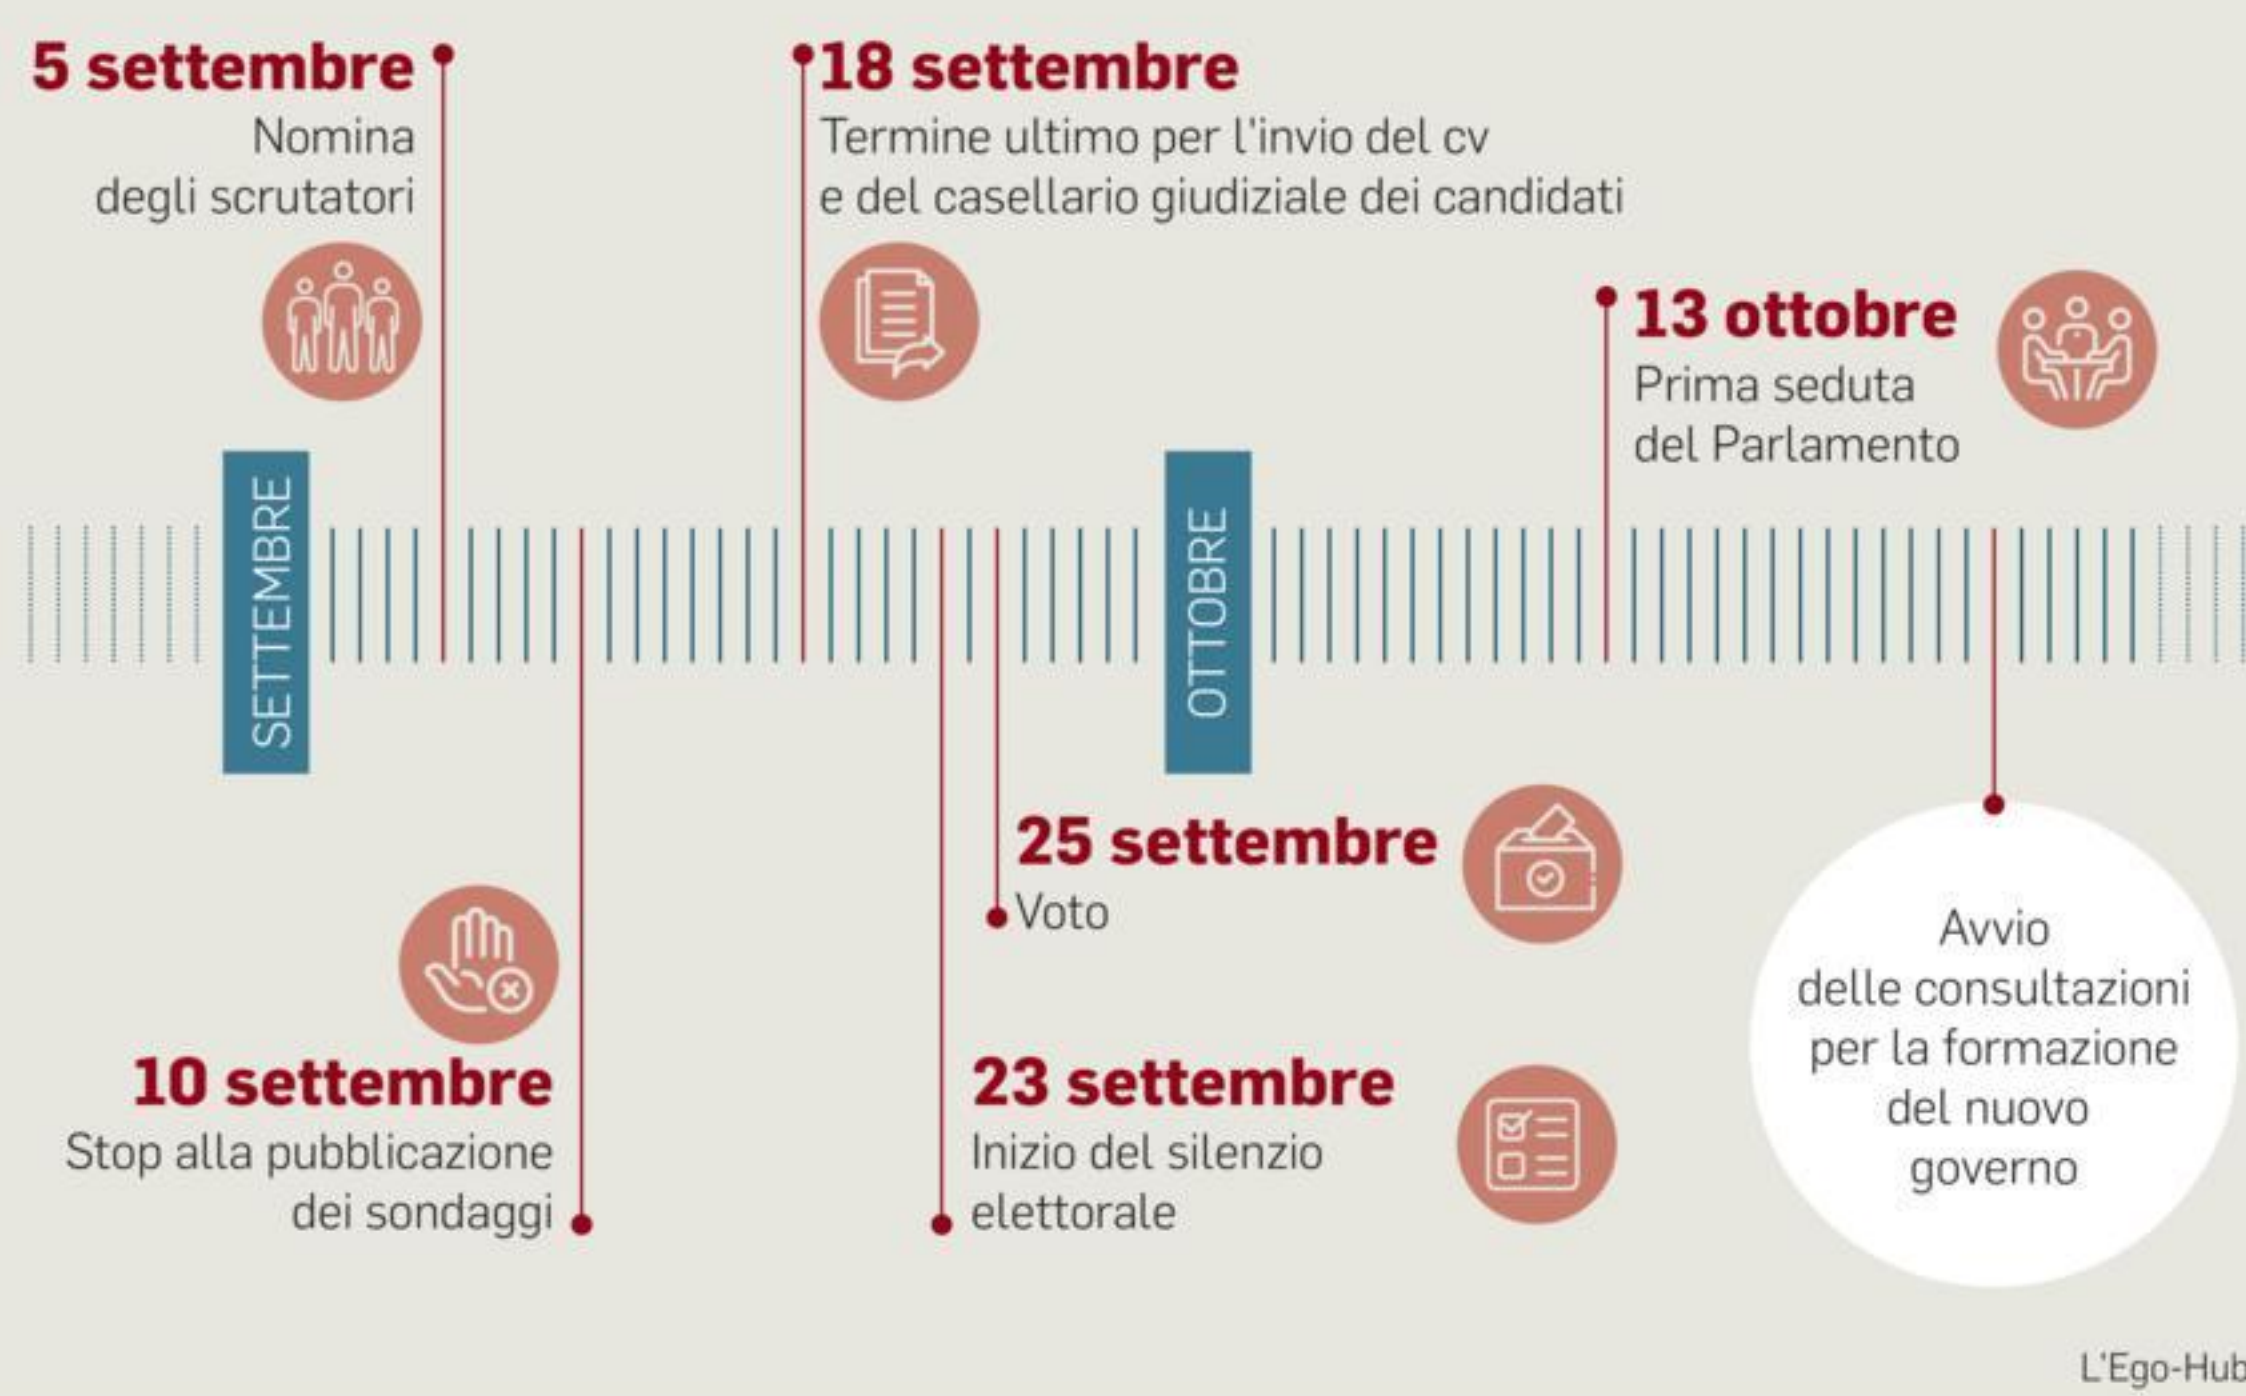 5 settembre
Nomina
degli scrutatori
18 settembre
Termine ultimo per l'invio del cv
e del casellario giudiziale dei candidati
13 ottobre
Prima seduta
del Parlamento
SETTEMBRE
OTTOBRE
25 settembre
Voto
10 settembre
Stop alla pubblicazione
dei sondaggi
23 settembre
Inizio del silenzio
elettorale
Avvio
delle consultazioni
per la formazione
del nuovo
governo
L'Ego-Hub